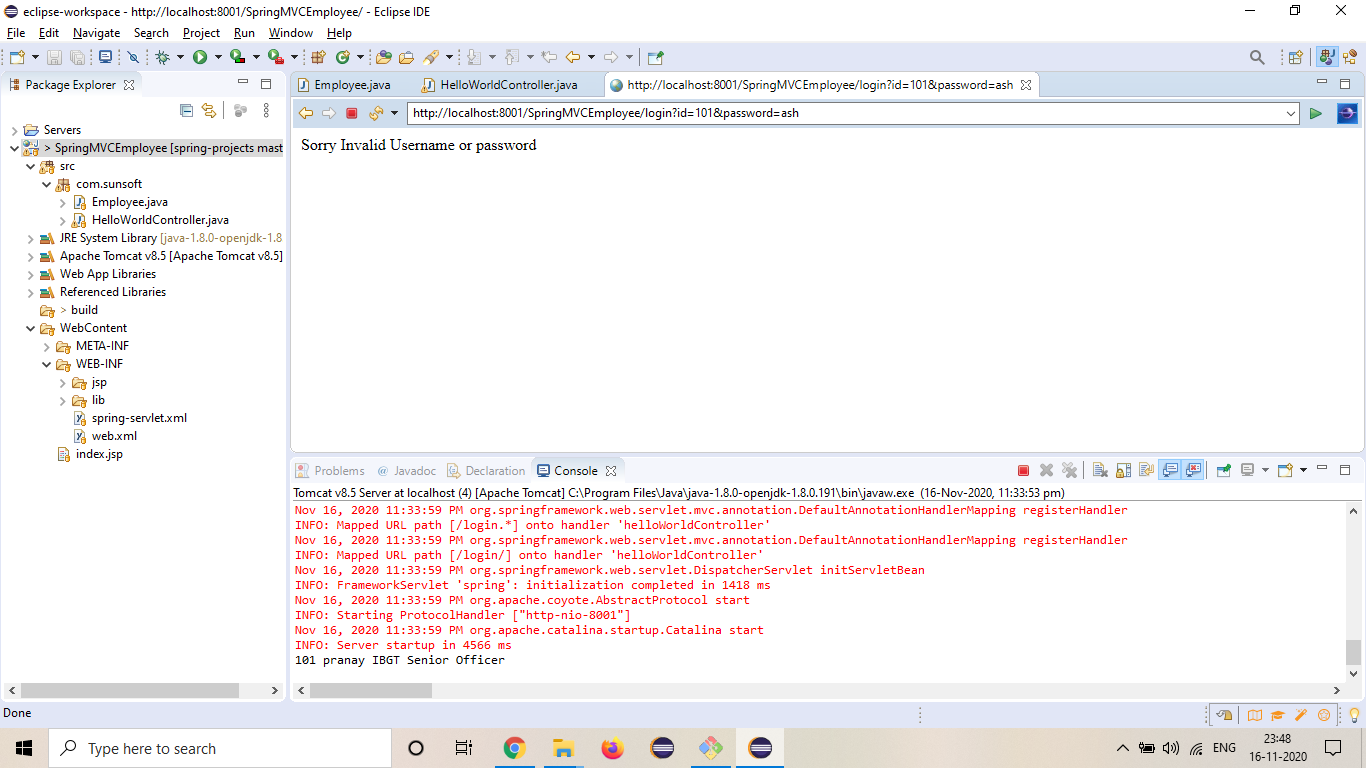 eclipse-workspace - http://localhost:8001/SpringMVCEmployee/ - Eclipse IDE
File Edit Navigate Search Project Run Window Help
Package Explorer
Servers
> SpringMVCEmployee [spring-projects mast
src
com.sunsoft
Employee.java
HelloWorldController.java
JRE System Library [java-1.8.0-openjdk-1.8
Apache Tomcat v8.5 [Apache Tomcat v8.5]
Web App Libraries
Referenced Libraries
> build
WebContent
META-INF
WEB-INF
jsp
lib
spring-servlet.xml
web.xml
index.jsp
Employee.java HelloWorldController.java http://localhost:8001/SpringMVCEmployee/login?id=101&password=ash
http://localhost:8001/SpringMVCEmployee/login?id=101&password=ash
Sorry Invalid Username or password
Problems @ Javadoc Declaration Console
Tomcat v8.5 Server at localhost (4) [Apache Tomcat] C:\Program Files\Java\java-1.8.0-openjdk-1.8.0.191\bin\javaw.exe (16-Nov-2020, 11:33:53 pm)
Nov 16, 2020 11:33:59 PM org.springframework.web.servlet.mvc.annotation.DefaultAnnotationHandlerMapping registerHandler
INFO: Mapped URL path [/login.*] onto handler 'helloWorldController'
Nov 16, 2020 11:33:59 PM org.springframework.web.servlet.mvc.annotation.DefaultAnnotationHandlerMapping registerHandler
INFO: Mapped URL path [/login/] onto handler 'helloWorldController'
Nov 16, 2020 11:33:59 PM org.springframework.web.servlet.DispatcherServlet initServletBean
INFO: FrameworkServlet 'spring': initialization completed in 1418 ms
Nov 16, 2020 11:33:59 PM org.apache.coyote.AbstractProtocol start
INFO: Starting ProtocolHandler ["http-nio-8001"]
Nov 16, 2020 11:33:59 PM org.apache.catalina.startup.Catalina start
INFO: Server startup in 4566 ms
101 pranay IBGT Senior Officer
Done
Type here to search
ENG
23:48
16-11-2020